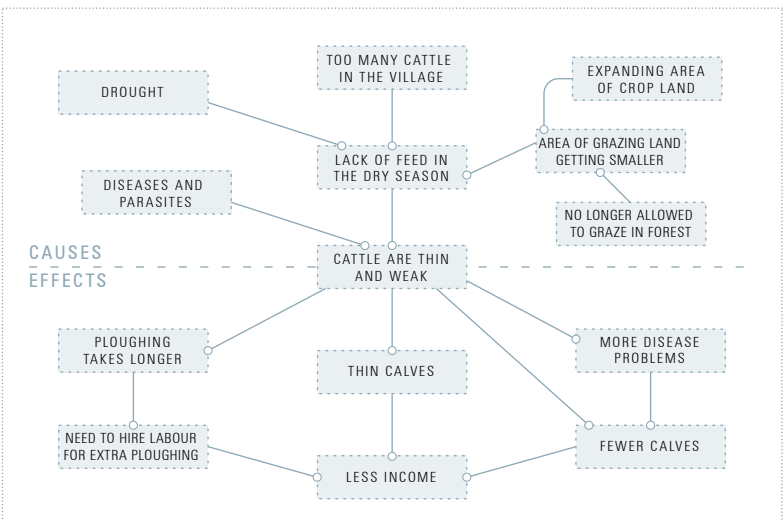 TOO MANY CATTLE
IN THE VILLAGE
EXPANDING AREA
OF CROP LAND
DROUGHT
AREA OF GRAZING LAND
GETTING SMALLER
LACK OF FEED IN
THE DRY SEASON
DISEASES AND
PARASITES
NO LONGER ALLOWED
TO GRAZE IN FOREST
CAUSES
EFFECTS
CATTLE ARE THIN
AND WEAK
PLOUGHING
TAKES LONGER
THIN CALVES
MORE DISEASE
PROBLEMS
NEED TO HIRE LABOUR
FOR EXTRA PLOUGHING
LESS INCOME
FEWER CALVES